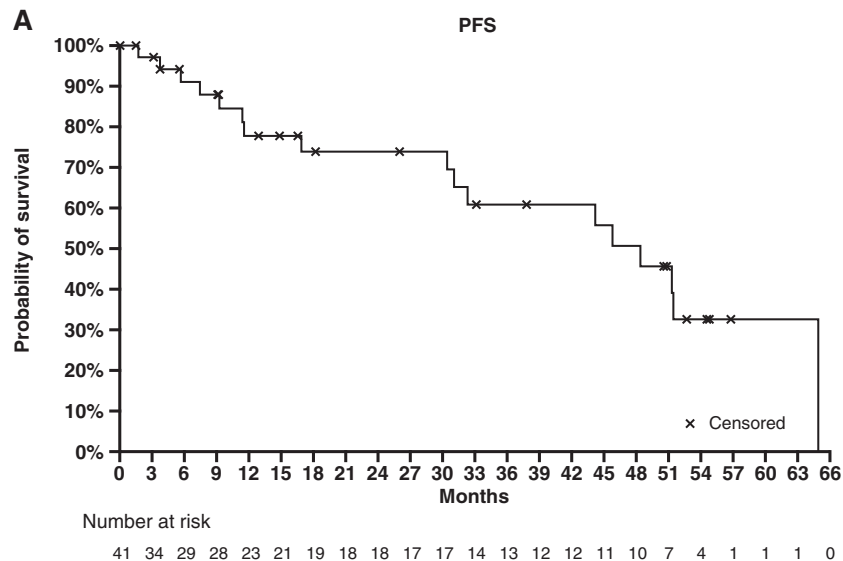 A
PFS
Probability of survival
100%
90%
80%
70%
60%
50%
40%
30%
20%
10%
0%
Censored
0 3 6 9 12 15 18 21 24 27 30 33 36 39 42 45 48 51 54 57 60 63 66
Months
Number at risk
41 34 29 28 23 21 19 18 18 17 17 14 13 12 12 11 10 7 4 1 1 1 0